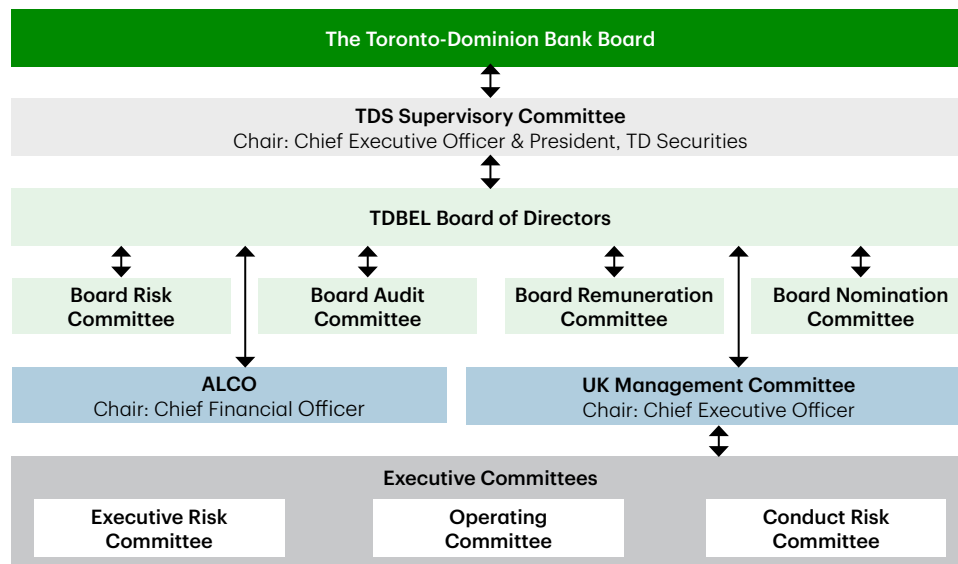 The Toronto-Dominion Bank Board
TDS Supervisory Committee
Chair: Chief Executive Officer & President, TD Securities
TDBEL Board of Directors
Board Risk
Committee
Board Audit
Committee
Board Remuneration
Committee
Board Nomination
Committee
ALCO
Chair: Chief Financial Officer
UK Management Committee
Chair: Chief Executive Officer
Executive Committees
Executive Risk
Committee
Operating
Committee
Conduct Risk
Committee